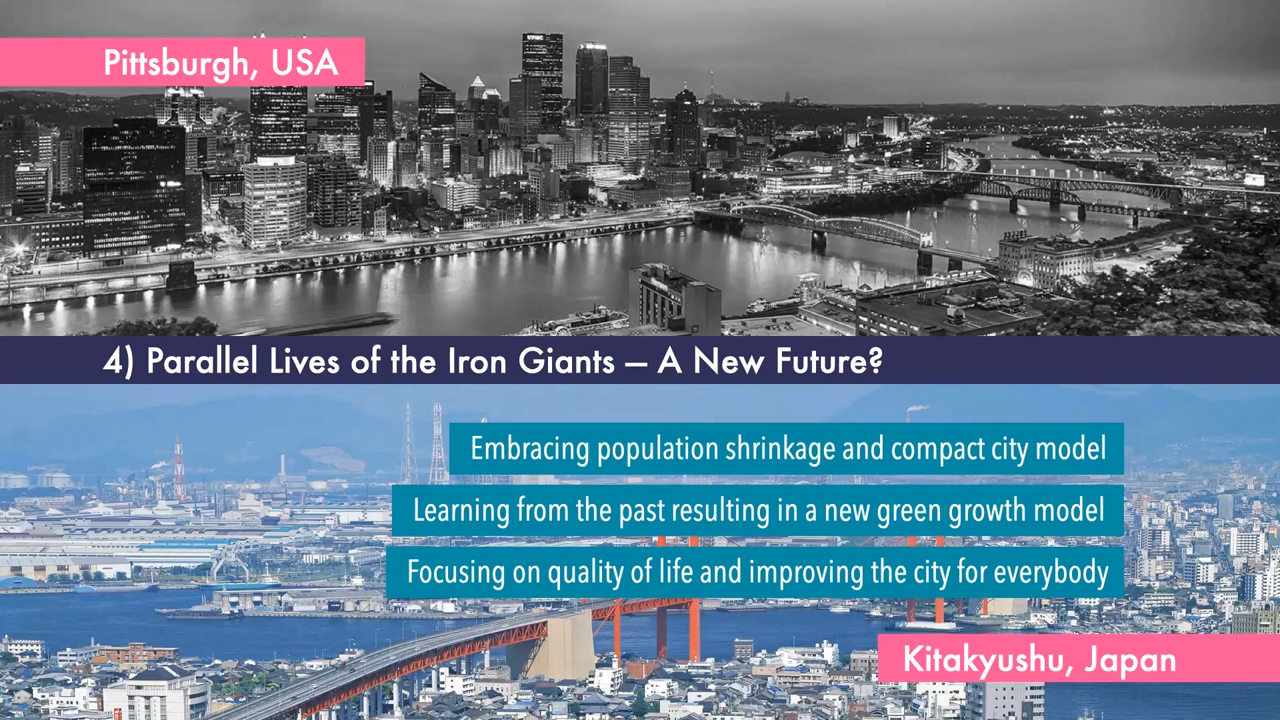 UPMC
Pittsburgh, USA
4) Parallel Lives of the Iron Giants – A New Future?
Embracing population shrinkage and compact city model
Learning from the past resulting in a new green growth model
Focusing on quality of life and improving the city for everybody
Kitakyushu, Japan